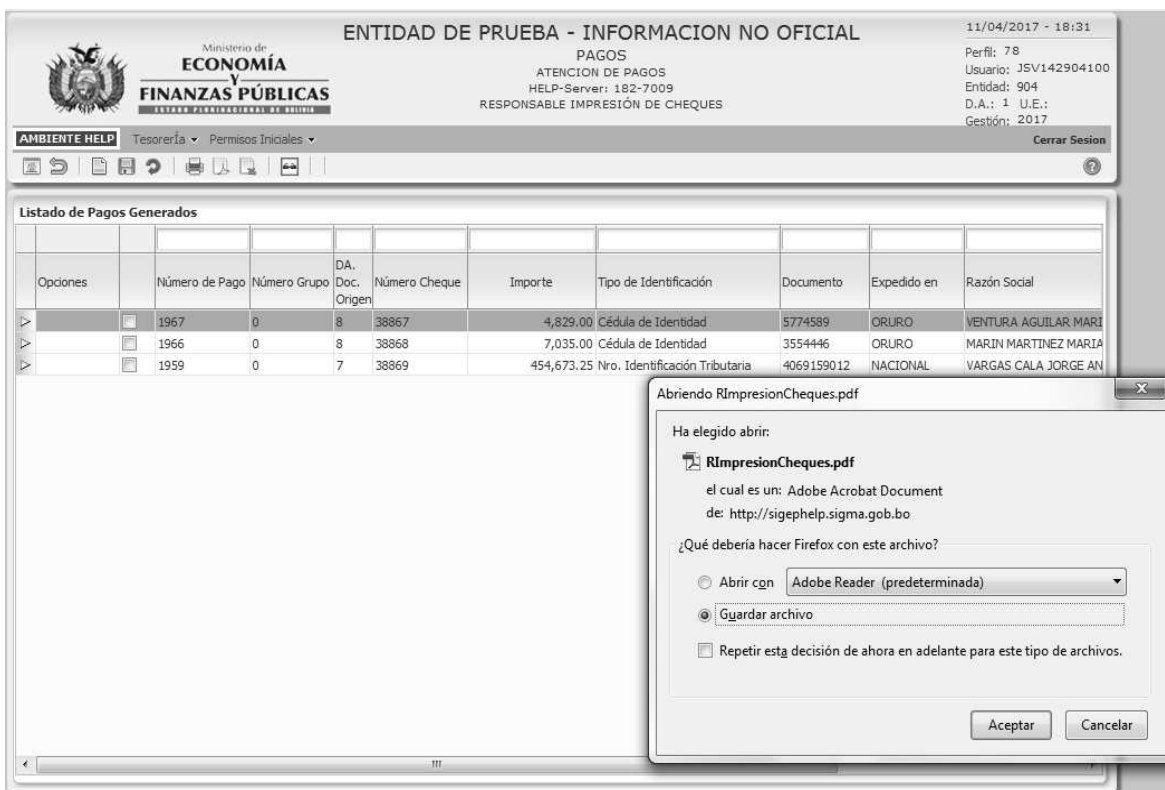 Ministerio de
ECONOMÍA
Y
FINANZAS PÚBLICAS
ESTADO PLURINACIONAL DE BOLIVIA
ENTIDAD DE PRUEBA - INFORMACION NO OFICIAL
PAGOS
ATENCION DE PAGOS
HELP-Server: 182-7009
RESPONSABLE IMPRESIÓN DE CHEQUES
11/04/2017 - 18:31
Perfil: 78
Usuario: JSV142904100
Entidad: 904
D.A.: 1 U.E.:
Gestión: 2017
AMBIENTE HELP Tesorería Permisos Iniciales Cerrar Sesion
Listado de Pagos Generados
Opciones Número de Pago Número Grupo DA. Doc. Origen Número Cheque Importe Tipo de Identificación Documento Expedido en Razón Social
1967 0 8 38867 4,829.00 Cédula de Identidad 5774589 ORURO VENTURA AGUILAR MARI
1966 0 8 38868 7,035.00 Cédula de Identidad 3554446 ORURO MARIN MARTINEZ MARIA
1959 0 7 38869 454,673.25 Nro. Identificación Tributaria 4069159012 NACIONAL VARGAS CALA JORGE AN
Abriendo RImpresionCheques.pdf
Ha elegido abrir:
RImpresionCheques.pdf
el cual es un: Adobe Acrobat Document
de: http://sigephelp.sigma.gob.bo
¿Qué debería hacer Firefox con este archivo?
Abrir con Adobe Reader (predeterminada)
Guardar archivo
Repetir esta decisión de ahora en adelante para este tipo de archivos.
Aceptar Cancelar